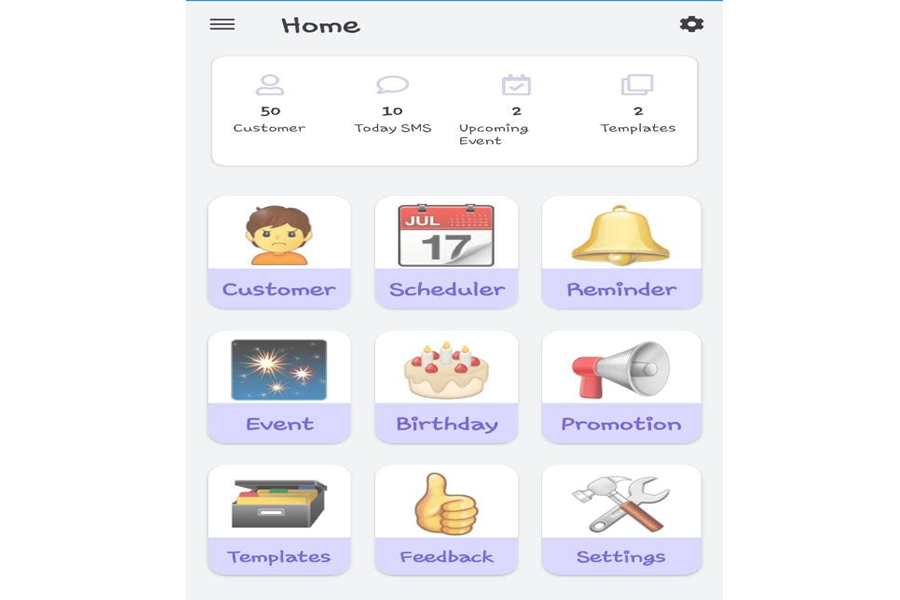 Home
50
10
2
2
Customer
Today SMS
Upcoming
Event
Templates
JUL
17
Customer
Scheduler
Reminder
Event
Birthday
Promotion
Templates
Feedback
Settings